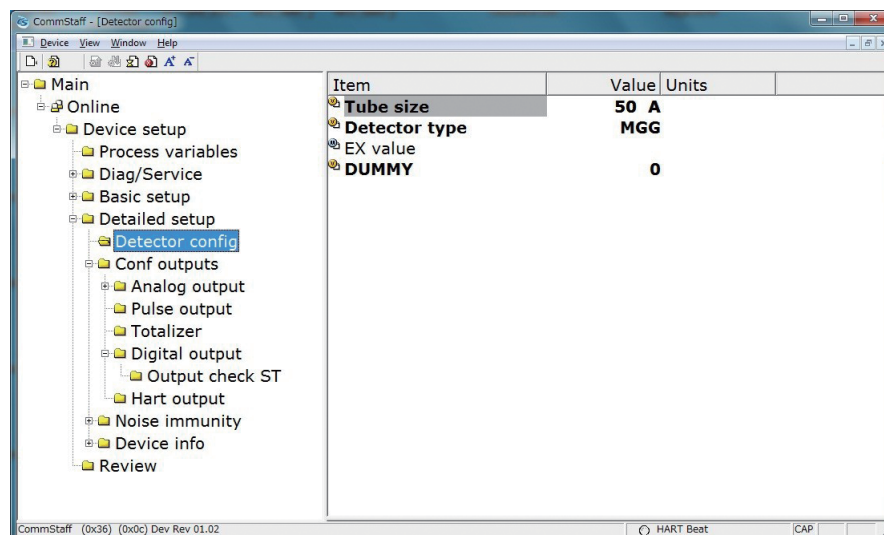 CommStaff - [Detector config]
Device View Window Help
Main
Online
Device setup
Process variables
Diag/Service
Basic setup
Detailed setup
Detector config
Conf outputs
Analog output
Pulse output
Totalizer
Digital output
Output check ST
Hart output
Noise immunity
Device info
Review
Item Value Units
Tube size 50 A
Detector type MGG
EX value
DUMMY 0
CommStaff (0x36) (0x0c) Dev Rev 01.02 HART Beat CAP